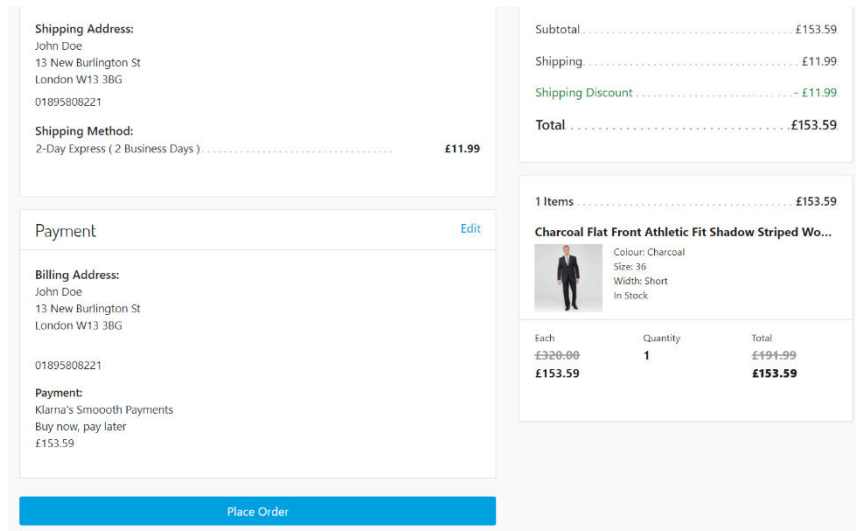 Shipping Address:
John Doe
13 New Burlington St
London W13 3BG
01895808221
Shipping Method:
2-Day Express ( 2 Business Days ) £11.99
Payment Edit
Billing Address:
John Doe
13 New Burlington St
London W13 3BG
01895808221
Payment:
Klarna's Smoooth Payments
Buy now, pay later
£153.59
Place Order
Subtotal £153.59
Shipping £11.99
Shipping Discount - £11.99
Total £153.59
1 Items £153.59
Charcoal Flat Front Athletic Fit Shadow Striped Wo...
Colour: Charcoal
Size: 36
Width: Short
In Stock
Each Quantity Total
£320.00 1 £191.99
£153.59 £153.59